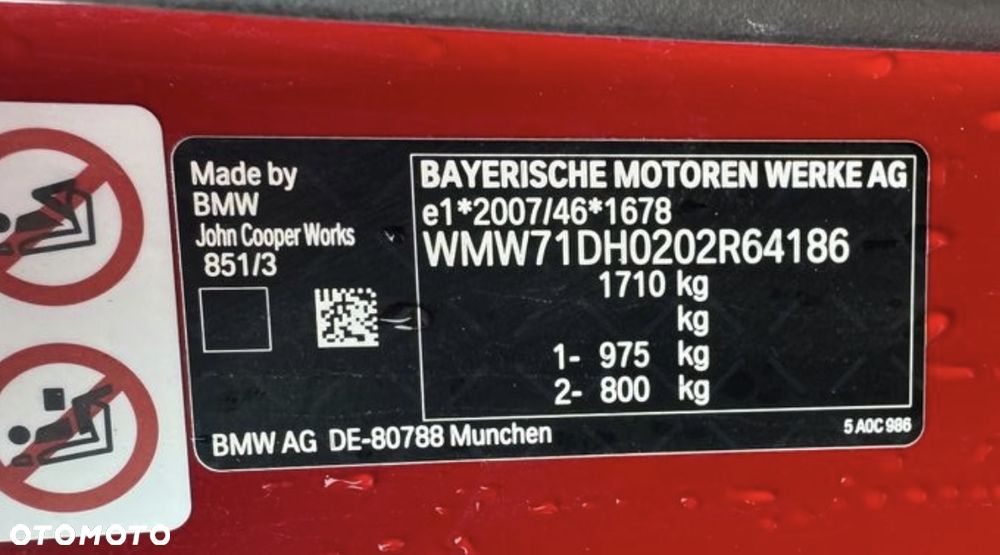 Made by
BMW
John Cooper Works
851/3
BAYERISCHE MOTOREN WERKE AG
e1*2007/46*1678
WMW71DH0202R64186
1710 kg
kg
1- 975 kg
2- 800 kg
BMW AG DE-80788 Munchen
5 A0C 986
OTOMOTO